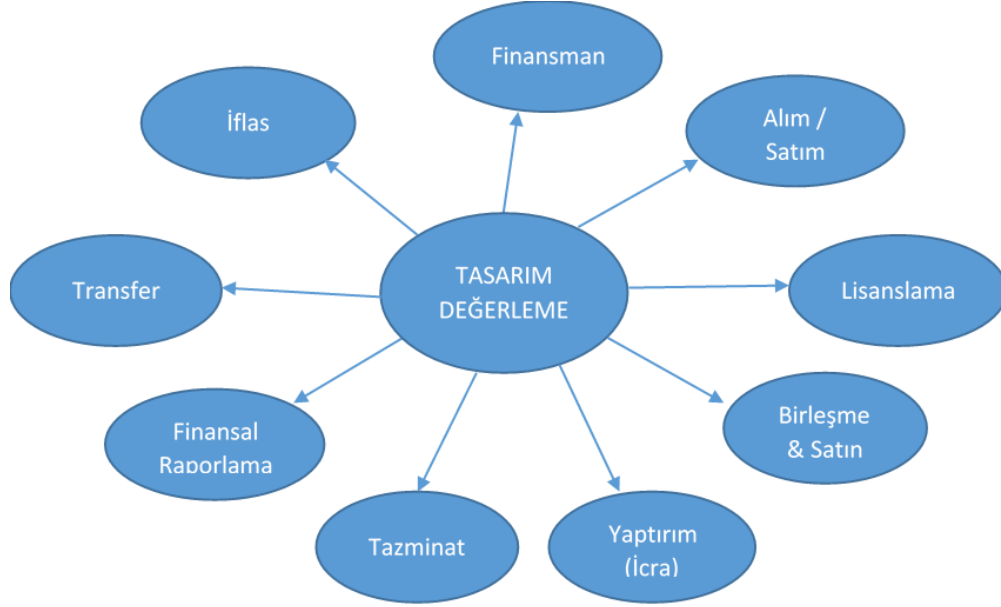 Finansman
İflas
Alım /
Satım
TASARIM
DEĞERLEME
Transfer
Lisanslama
Finansal
Raporlama
Birleşme
& Satın
Tazminat
Yaptırım
(İcra)